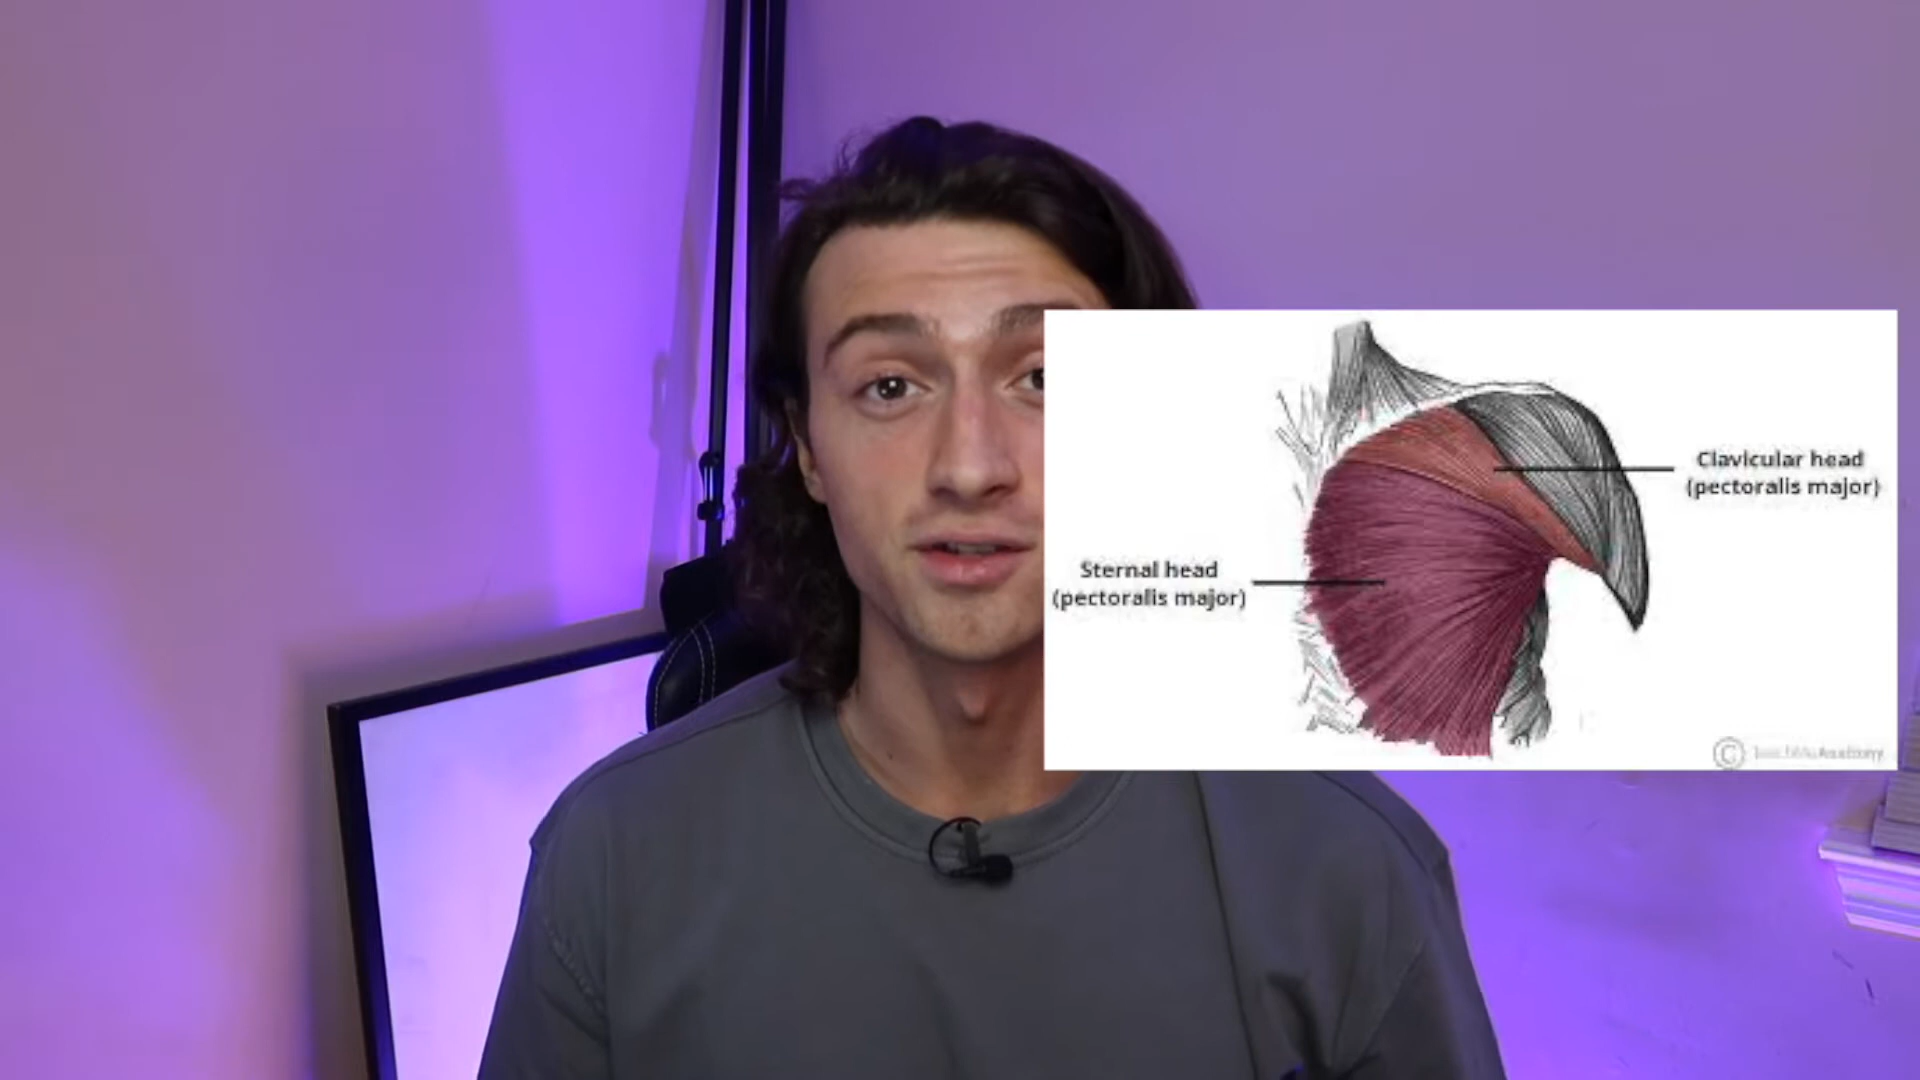 Clavicular head
(pectoralis major)
Sternal head
(pectoralis major)